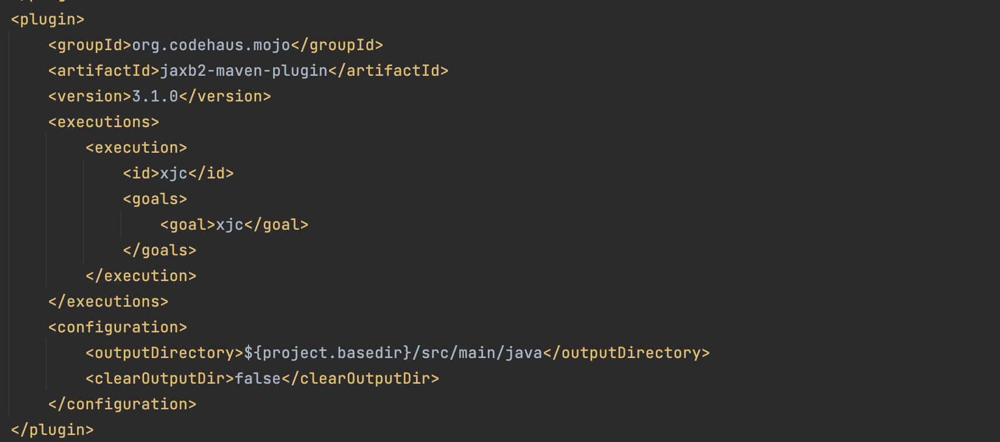 <plugin>
<groupId>org.codehaus.mojo</groupId>
<artifactId>jaxb2-maven-plugin</artifactId>
<version>3.1.0</version>
<executions>
<execution>
<id>xjc</id>
<goals>
<goal>xjc</goal>
</goals>
</execution>
</executions>
<configuration>
<outputDirectory>${project.basedir}/src/main/java</outputDirectory>
<clearOutputDir>false</clearOutputDir>
</configuration>
</plugin>